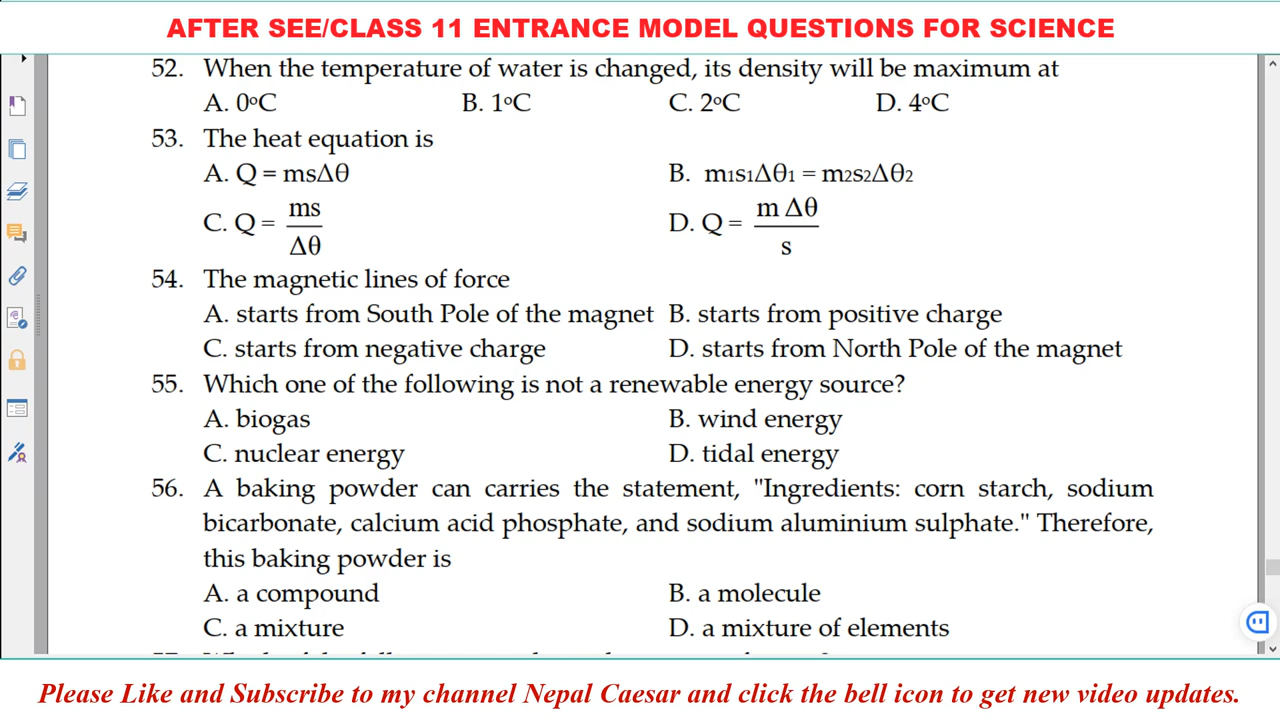 AFTER SEE/CLASS 11 ENTRANCE MODEL QUESTIONS FOR SCIENCE
52. When the temperature of water is changed, its density will be maximum at
A. 0°C B. 1°C C. 2°C D. 4°C
53. The heat equation is
A. Q = msΔθ B. m1s1Δθ1 = m2s2Δθ2
C. Q = ms/Δθ D. Q = m Δθ/s
54. The magnetic lines of force
A. starts from South Pole of the magnet B. starts from positive charge
C. starts from negative charge D. starts from North Pole of the magnet
55. Which one of the following is not a renewable energy source?
A. biogas B. wind energy
C. nuclear energy D. tidal energy
56. A baking powder can carries the statement, "Ingredients: corn starch, sodium
bicarbonate, calcium acid phosphate, and sodium aluminium sulphate." Therefore,
this baking powder is
A. a compound B. a molecule
C. a mixture D. a mixture of elements
Please Like and Subscribe to my channel Nepal Caesar and click the bell icon to get new video updates.